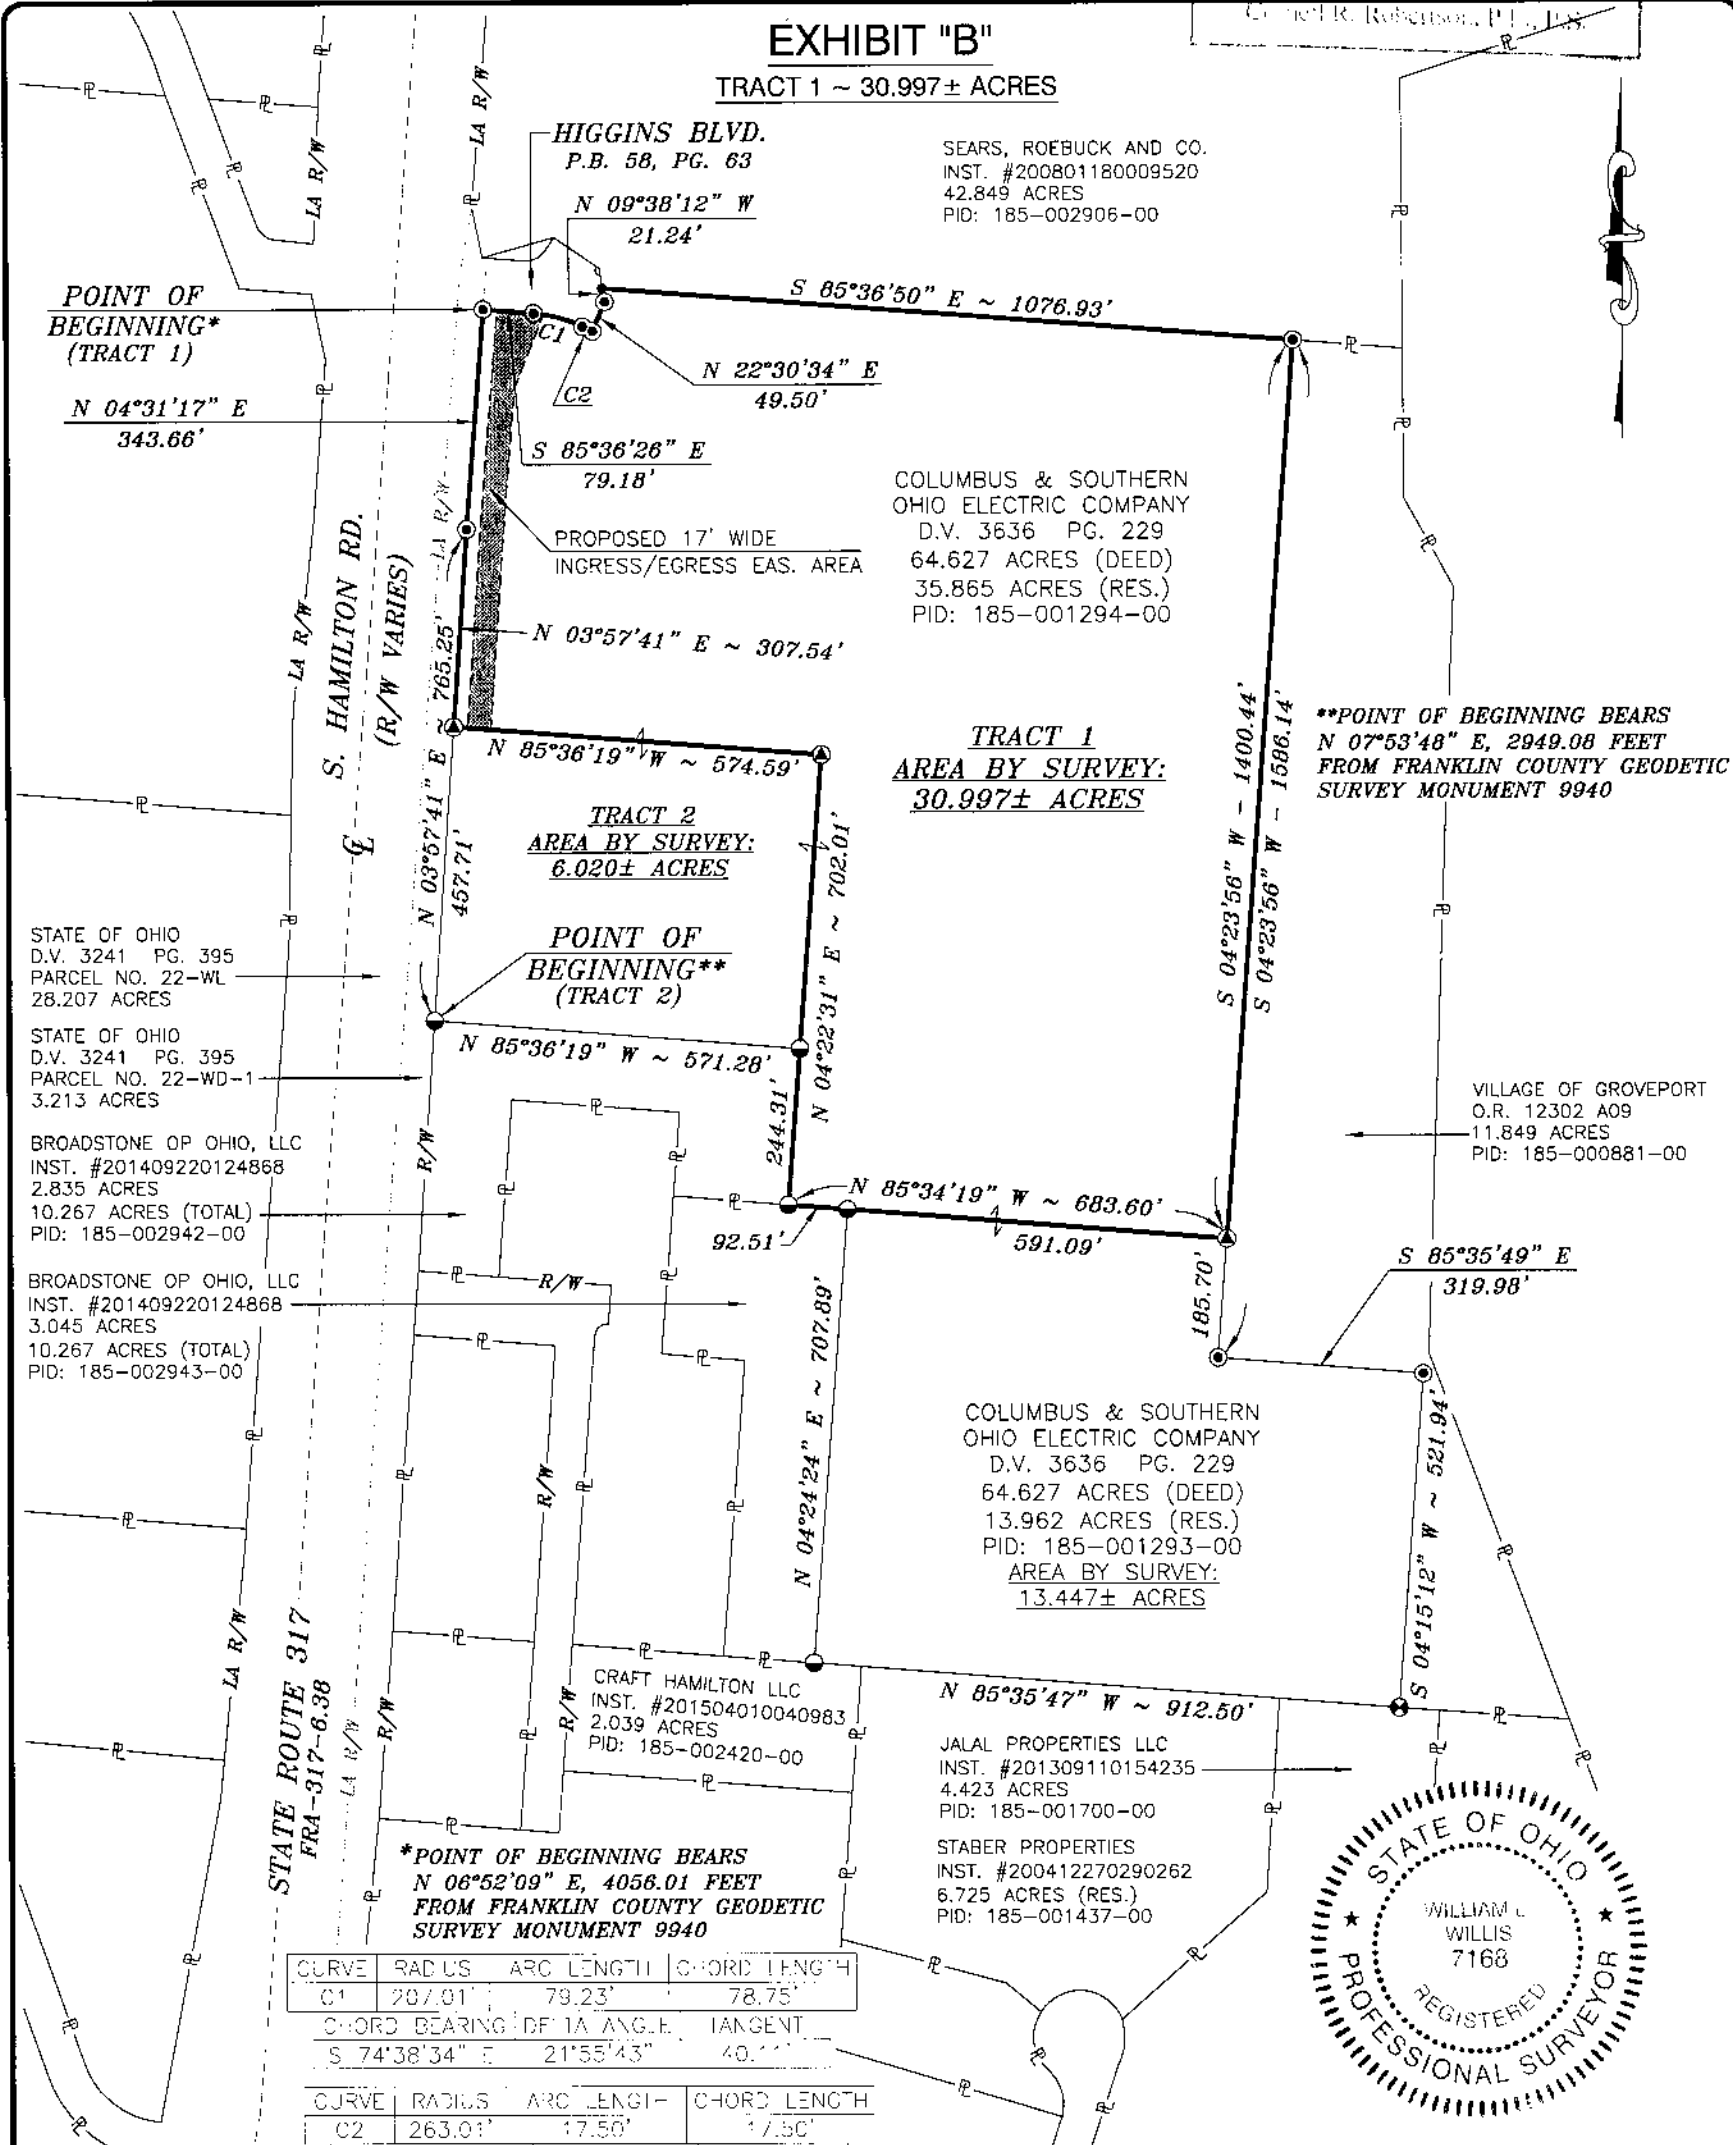 EXHIBIT "B"
TRACT 1 ~ 30.997± ACRES
R. Robertson,
HIGGINS BLVD.
P.B. 58, PG. 63
N 09°38'12" W
21.24'
SEARS, ROEBUCK AND CO.
INST. #200801180009520
42.849 ACRES
PID: 185-002906-00
LA R/W
LA R/W
LA R/W
POINT OF
BEGINNING*
(TRACT 1)
S 85°36'50" E ~ 1076.93'
C1
C2
N 22°30'34" E
49.50'
N 04°31'17" E
343.66'
S 85°36'26" E
79.18'
COLUMBUS & SOUTHERN
OHIO ELECTRIC COMPANY
D.V. 3636 PG. 229
64.627 ACRES (DEED)
35.865 ACRES (RES.)
PID: 185-001294-00
PROPOSED 17' WIDE
INGRESS/EGRESS EAS. AREA
LA R/W
LA R/W
S. HAMILTON RD.
(R/W VARIES)
N 03°57'41" E ~ 307.54'
N 03°57'41" E ~ 765.25'
457.71'
N 85°36'19" W ~ 574.59'
TRACT 1
AREA BY SURVEY:
30.997± ACRES
S 04°23'56" W - 1400.44'
S 04°23'56" W - 1586.14'
**POINT OF BEGINNING BEARS
N 07°53'48" E, 2949.08 FEET
FROM FRANKLIN COUNTY GEODETIC
SURVEY MONUMENT 9940
TRACT 2
AREA BY SURVEY:
6.020± ACRES
N 04°22'31" E ~ 702.01'
POINT OF
BEGINNING**
(TRACT 2)
STATE OF OHIO
D.V. 3241 PG. 395
PARCEL NO. 22-WL
28.207 ACRES
STATE OF OHIO
D.V. 3241 PG. 395
PARCEL NO. 22-WD-1
3.213 ACRES
N 85°36'19" W ~ 571.28'
244.31'
VILLAGE OF GROVEPORT
O.R. 12302 A09
11.849 ACRES
PID: 185-000881-00
BROADSTONE OP OHIO, LLC
INST. #201409220124868
2.835 ACRES
10.267 ACRES (TOTAL)
PID: 185-002942-00
R/W
N 85°34'19" W ~ 683.60'
92.51'
591.09'
185.70'
S 85°35'49" E
319.98'
BROADSTONE OP OHIO, LLC
INST. #201409220124868
3.045 ACRES
10.267 ACRES (TOTAL)
PID: 185-002943-00
R/W
R/W
N 04°24'24" E ~ 707.89'
COLUMBUS & SOUTHERN
OHIO ELECTRIC COMPANY
D.V. 3636 PG. 229
64.627 ACRES (DEED)
13.962 ACRES (RES.)
PID: 185-001293-00
AREA BY SURVEY:
13.447± ACRES
S 04°15'12" W ~ 521.94'
LA R/W
STATE ROUTE 317
FRA-317-6.38
LA R/W
R/W
R/W
CRAFT HAMILTON LLC
INST. #201504010040983
2.039 ACRES
PID: 185-002420-00
N 85°35'47" W ~ 912.50'
JALAL PROPERTIES LLC
INST. #201309110154235
4.423 ACRES
PID: 185-001700-00
STABER PROPERTIES
INST. #200412270290262
6.725 ACRES (RES.)
PID: 185-001437-00
*POINT OF BEGINNING BEARS
N 06°52'09" E, 4056.01 FEET
FROM FRANKLIN COUNTY GEODETIC
SURVEY MONUMENT 9940
STATE OF OHIO
WILLIAM
WILLIS
7168
REGISTERED
PROFESSIONAL SURVEYOR
CURVE RADIUS ARC LENGTH CHORD LENGTH
C1 207.01' 79.23' 78.75'
CHORD BEARING DELTA ANGLE TANGENT
S 74°38'34" E 21°55'43"
CURVE RADIUS ARC LENGTH CHORD LENGTH
C2 263.01' 17.50' 17.50'